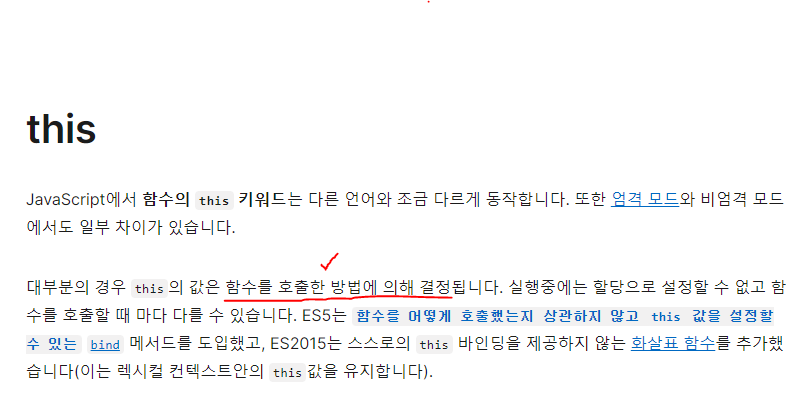 this
JavaScript에서 함수의 this 키워드는 다른 언어와 조금 다르게 동작합니다. 또한 엄격 모드와 비엄격 모드
에서도 일부 차이가 있습니다.
대부분의 경우 this 의 값은 함수를 호출한 방법에 의해 결정됩니다. 실행중에는 할당으로 설정할 수 없고 함
수를 호출할 때 마다 다를 수 있습니다. ES5는 함수를 어떻게 호출했는지 상관하지 않고 this 값을 설정할
수 있는 bind 메서드를 도입했고, ES2015는 스스로의 this 바인딩을 제공하지 않는 화살표 함수를 추가했
습니다(이는 렉시컬 컨텍스트안의 this 값을 유지합니다).